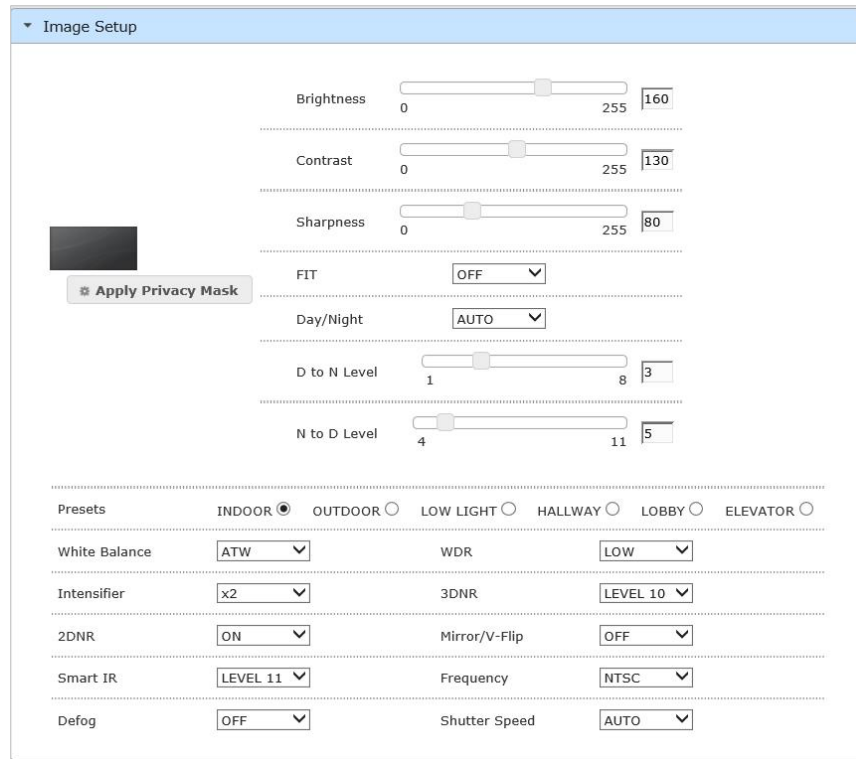 Image Setup
Brightness 0 255 160
Contrast 0 255 130
Sharpness 0 255 80
FIT OFF
Apply Privacy Mask
Day/Night AUTO
D to N Level 1 8 3
N to D Level 4 11 5
Presets INDOOR OUTDOOR LOW LIGHT HALLWAY LOBBY ELEVATOR
White Balance ATW WDR LOW
Intensifier x2 3DNR LEVEL 10
2DNR ON Mirror/V-Flip OFF
Smart IR LEVEL 11 Frequency NTSC
Defog OFF Shutter Speed AUTO